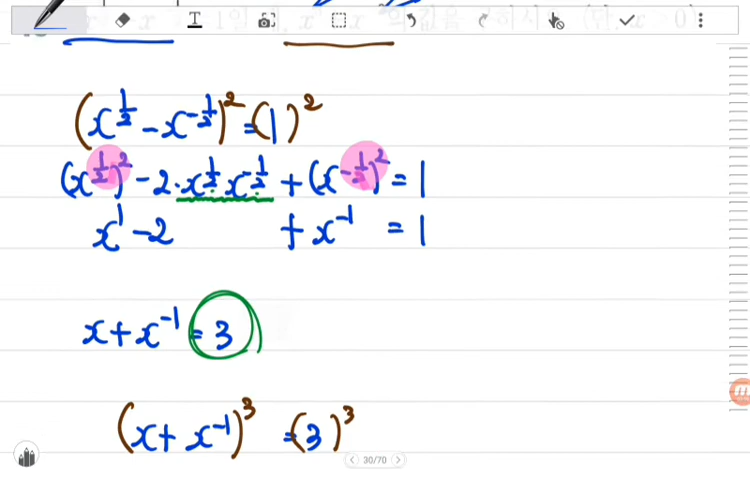 (x^{1/2} - x^{-1/2})^2 = (1)^2
(x^{1/2})^2 - 2·x^{1/2}x^{-1/2} + (x^{-1/2})^2 = 1
x^1 - 2 + x^{-1} = 1
x + x^{-1} = 3
(x + x^{-1})^3 = (3)^3
30/70